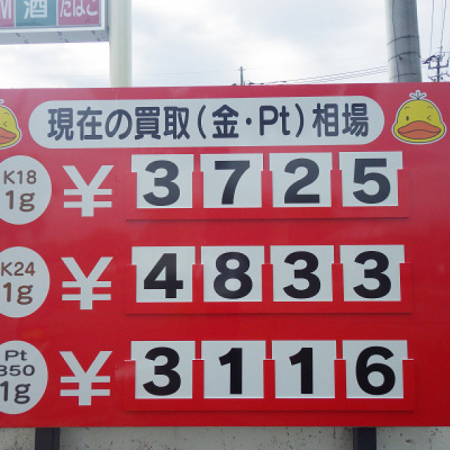 M 酒 たばこ
現在の買取(金・Pt)相場
K18 1g ¥3725
K24 1g ¥4833
Pt 850 1g ¥3116